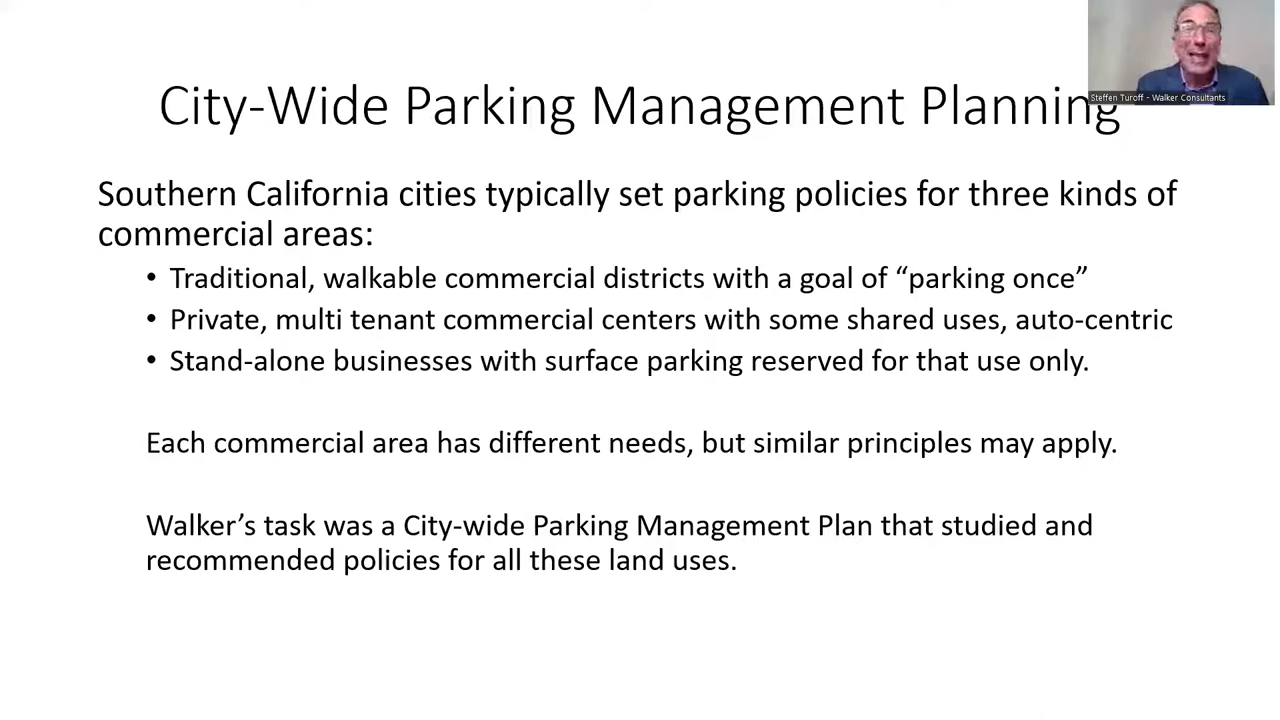 Steffen Turoff - Walker Consultants
City-Wide Parking Management Planning
Southern California cities typically set parking policies for three kinds of
commercial areas:
• Traditional, walkable commercial districts with a goal of “parking once”
• Private, multi tenant commercial centers with some shared uses, auto-centric
• Stand-alone businesses with surface parking reserved for that use only.
Each commercial area has different needs, but similar principles may apply.
Walker’s task was a City-wide Parking Management Plan that studied and
recommended policies for all these land uses.